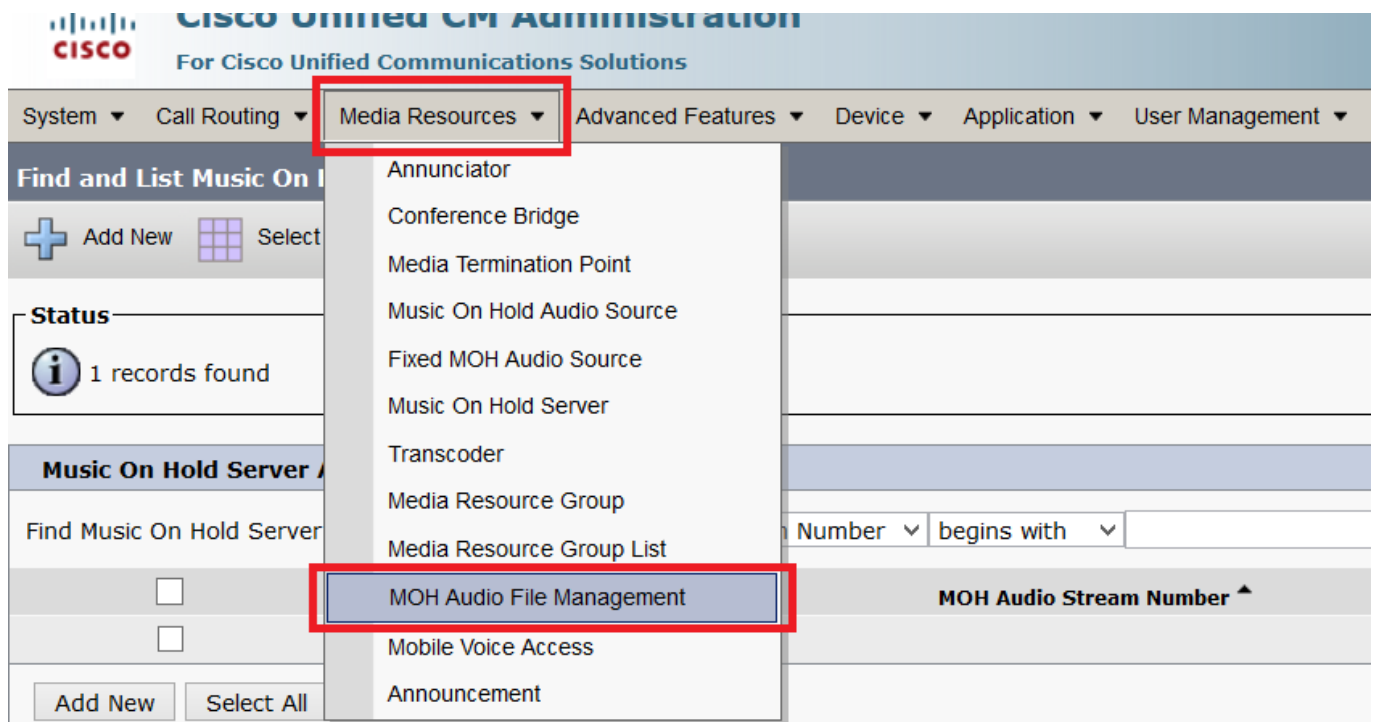 Cisco Unified CM Administration
CISCO
For Cisco Unified Communications Solutions
System Call Routing Media Resources Advanced Features Device Application User Management
Find and List Music On
Add New Select
Status
1 records found
Music On Hold Server
Find Music On Hold Server Number begins with
MOH Audio Stream Number
Add New Select All
Annunciator
Conference Bridge
Media Termination Point
Music On Hold Audio Source
Fixed MOH Audio Source
Music On Hold Server
Transcoder
Media Resource Group
Media Resource Group List
MOH Audio File Management
Mobile Voice Access
Announcement